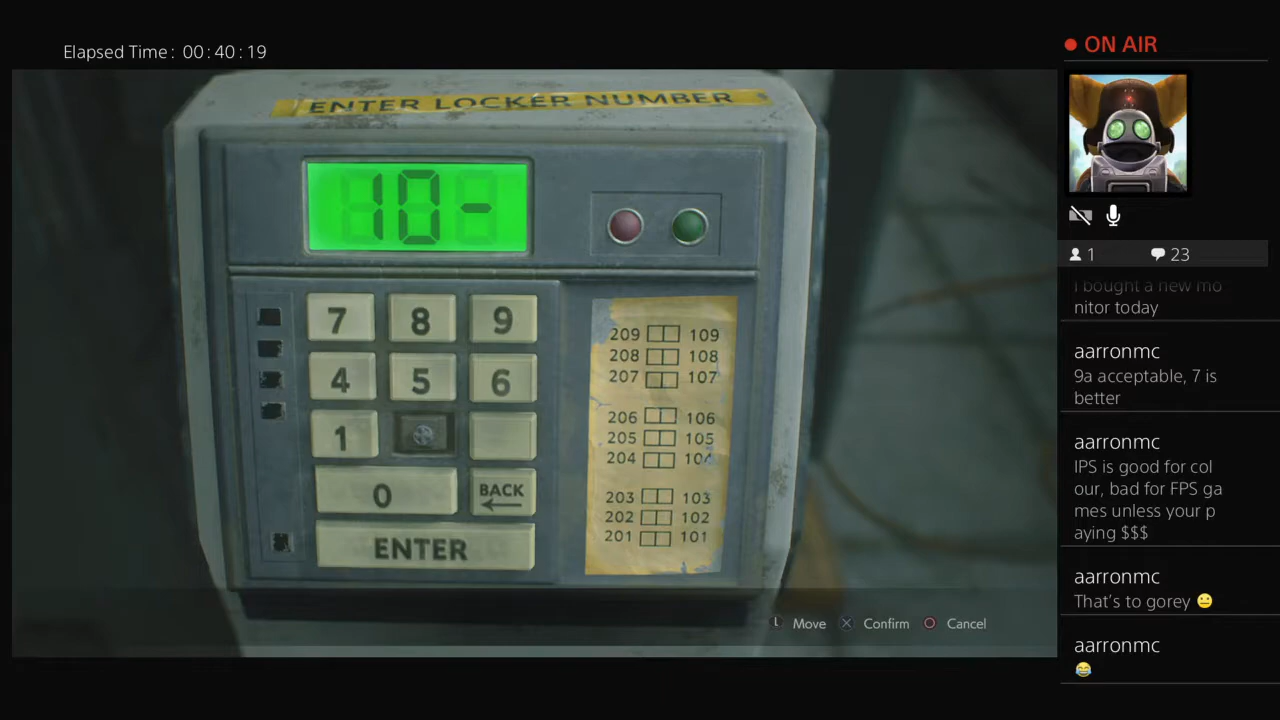 Elapsed Time: 00:40:19
ON AIR
ENTER LOCKER NUMBER
10-
7 8 9
4 5 6
1
0 BACK
ENTER
209 109
208 108
207 107
206 106
205 105
204 104
203 103
202 102
201 101
L Move Confirm Cancel
1 23
I bought a new mo
nitor today
aarronmc
9a acceptable, 7 is
better
aarronmc
IPS is good for col
our, bad for FPS ga
mes unless your p
aying $$$
aarronmc
That's to gorey 😐
aarronmc
😂